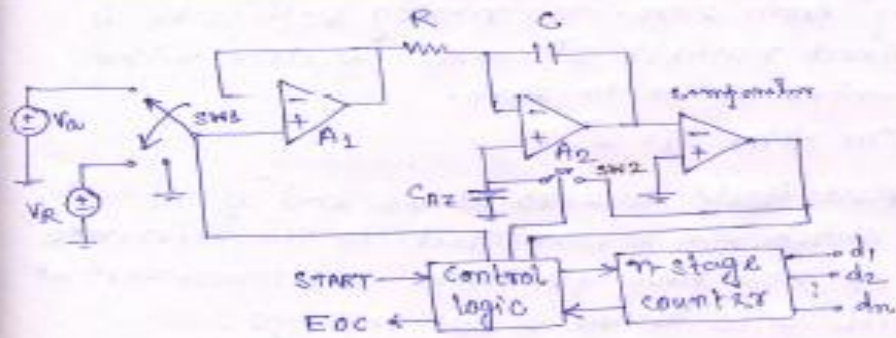 R C
Va
SW1
- +
A1
- +
A2
comparator
- +
VR
CAZ
SW2
START
EOC
control logic
n-stage counter
d1
d2
dn